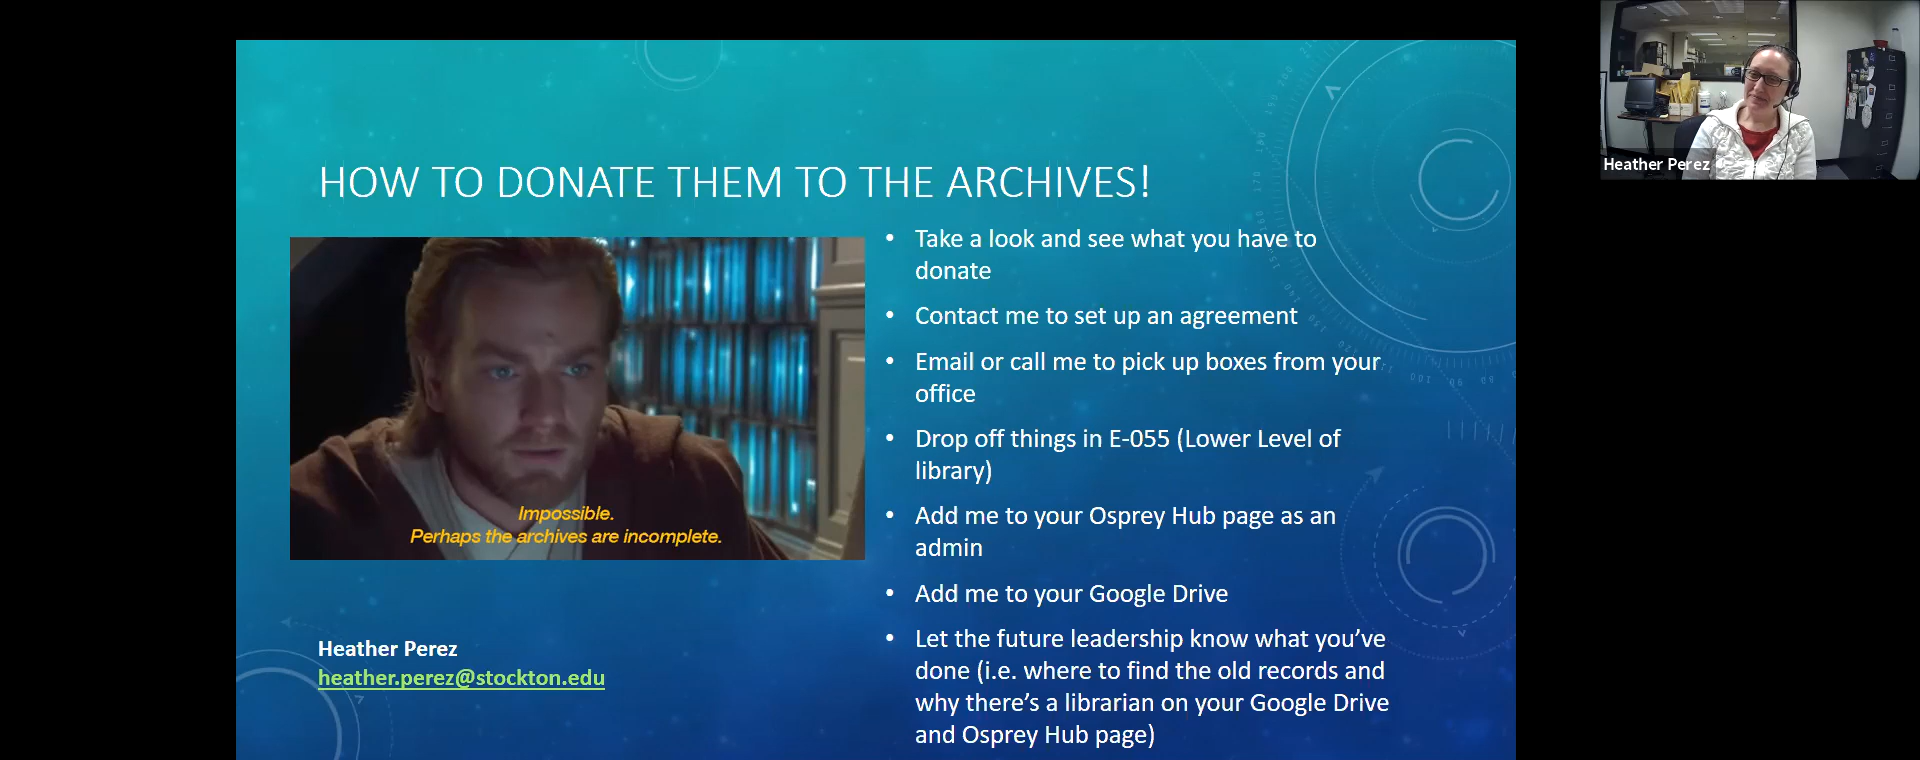 HOW TO DONATE THEM TO THE ARCHIVES!
Impossible.
Perhaps the archives are incomplete.
• Take a look and see what you have to
donate
• Contact me to set up an agreement
• Email or call me to pick up boxes from your
office
• Drop off things in E-055 (Lower Level of
library)
• Add me to your Osprey Hub page as an
admin
• Add me to your Google Drive
• Let the future leadership know what you’ve
done (i.e. where to find the old records and
why there’s a librarian on your Google Drive
and Osprey Hub page)
Heather Perez
heather.perez@stockton.edu
Heather Perez